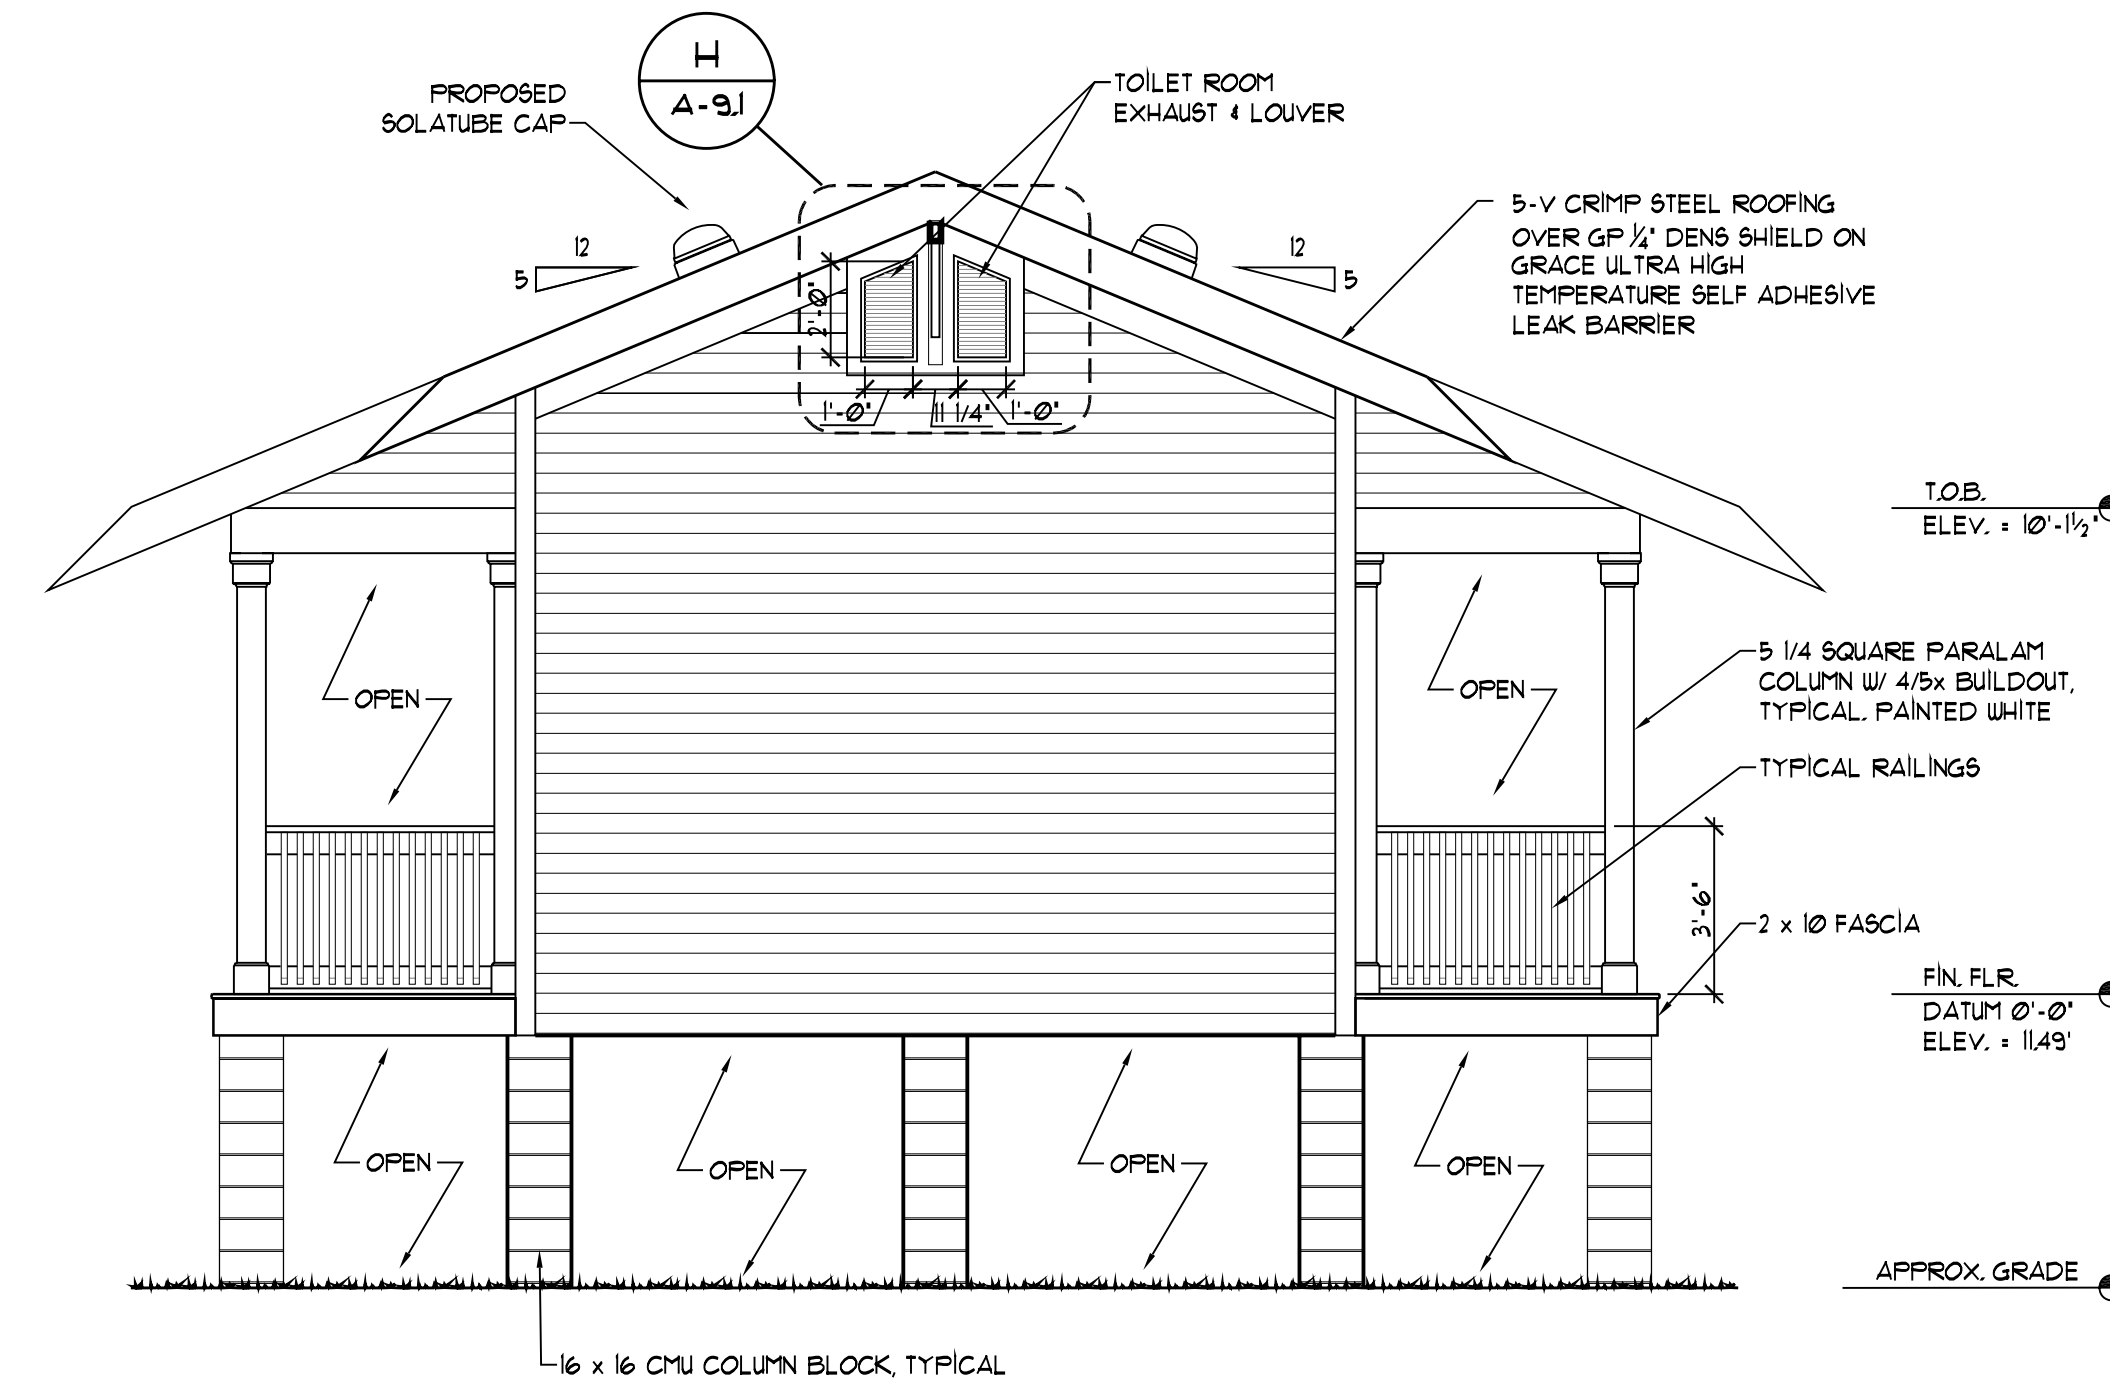 H
A-9.1
PROPOSED
SOLATUBE CAP
TOILET ROOM
EXHAUST & LOUVER
5-V CRIMP STEEL ROOFING
OVER GP ¼" DENS SHIELD ON
GRACE ULTRA HIGH
TEMPERATURE SELF ADHESIVE
LEAK BARRIER
12
5
12
5
2'-0"
1'-0"
11 1/4"
1'-0"
T.O.B.
ELEV. = 10'-1½"
5 1/4 SQUARE PARALAM
COLUMN W/ 4/5x BUILDOUT,
TYPICAL. PAINTED WHITE
OPEN
OPEN
TYPICAL RAILINGS
3'-6"
2 x 10 FASCIA
FIN. FLR.
DATUM 0'-0"
ELEV. = 11.49'
OPEN
OPEN
OPEN
OPEN
APPROX. GRADE
16 x 16 CMU COLUMN BLOCK, TYPICAL